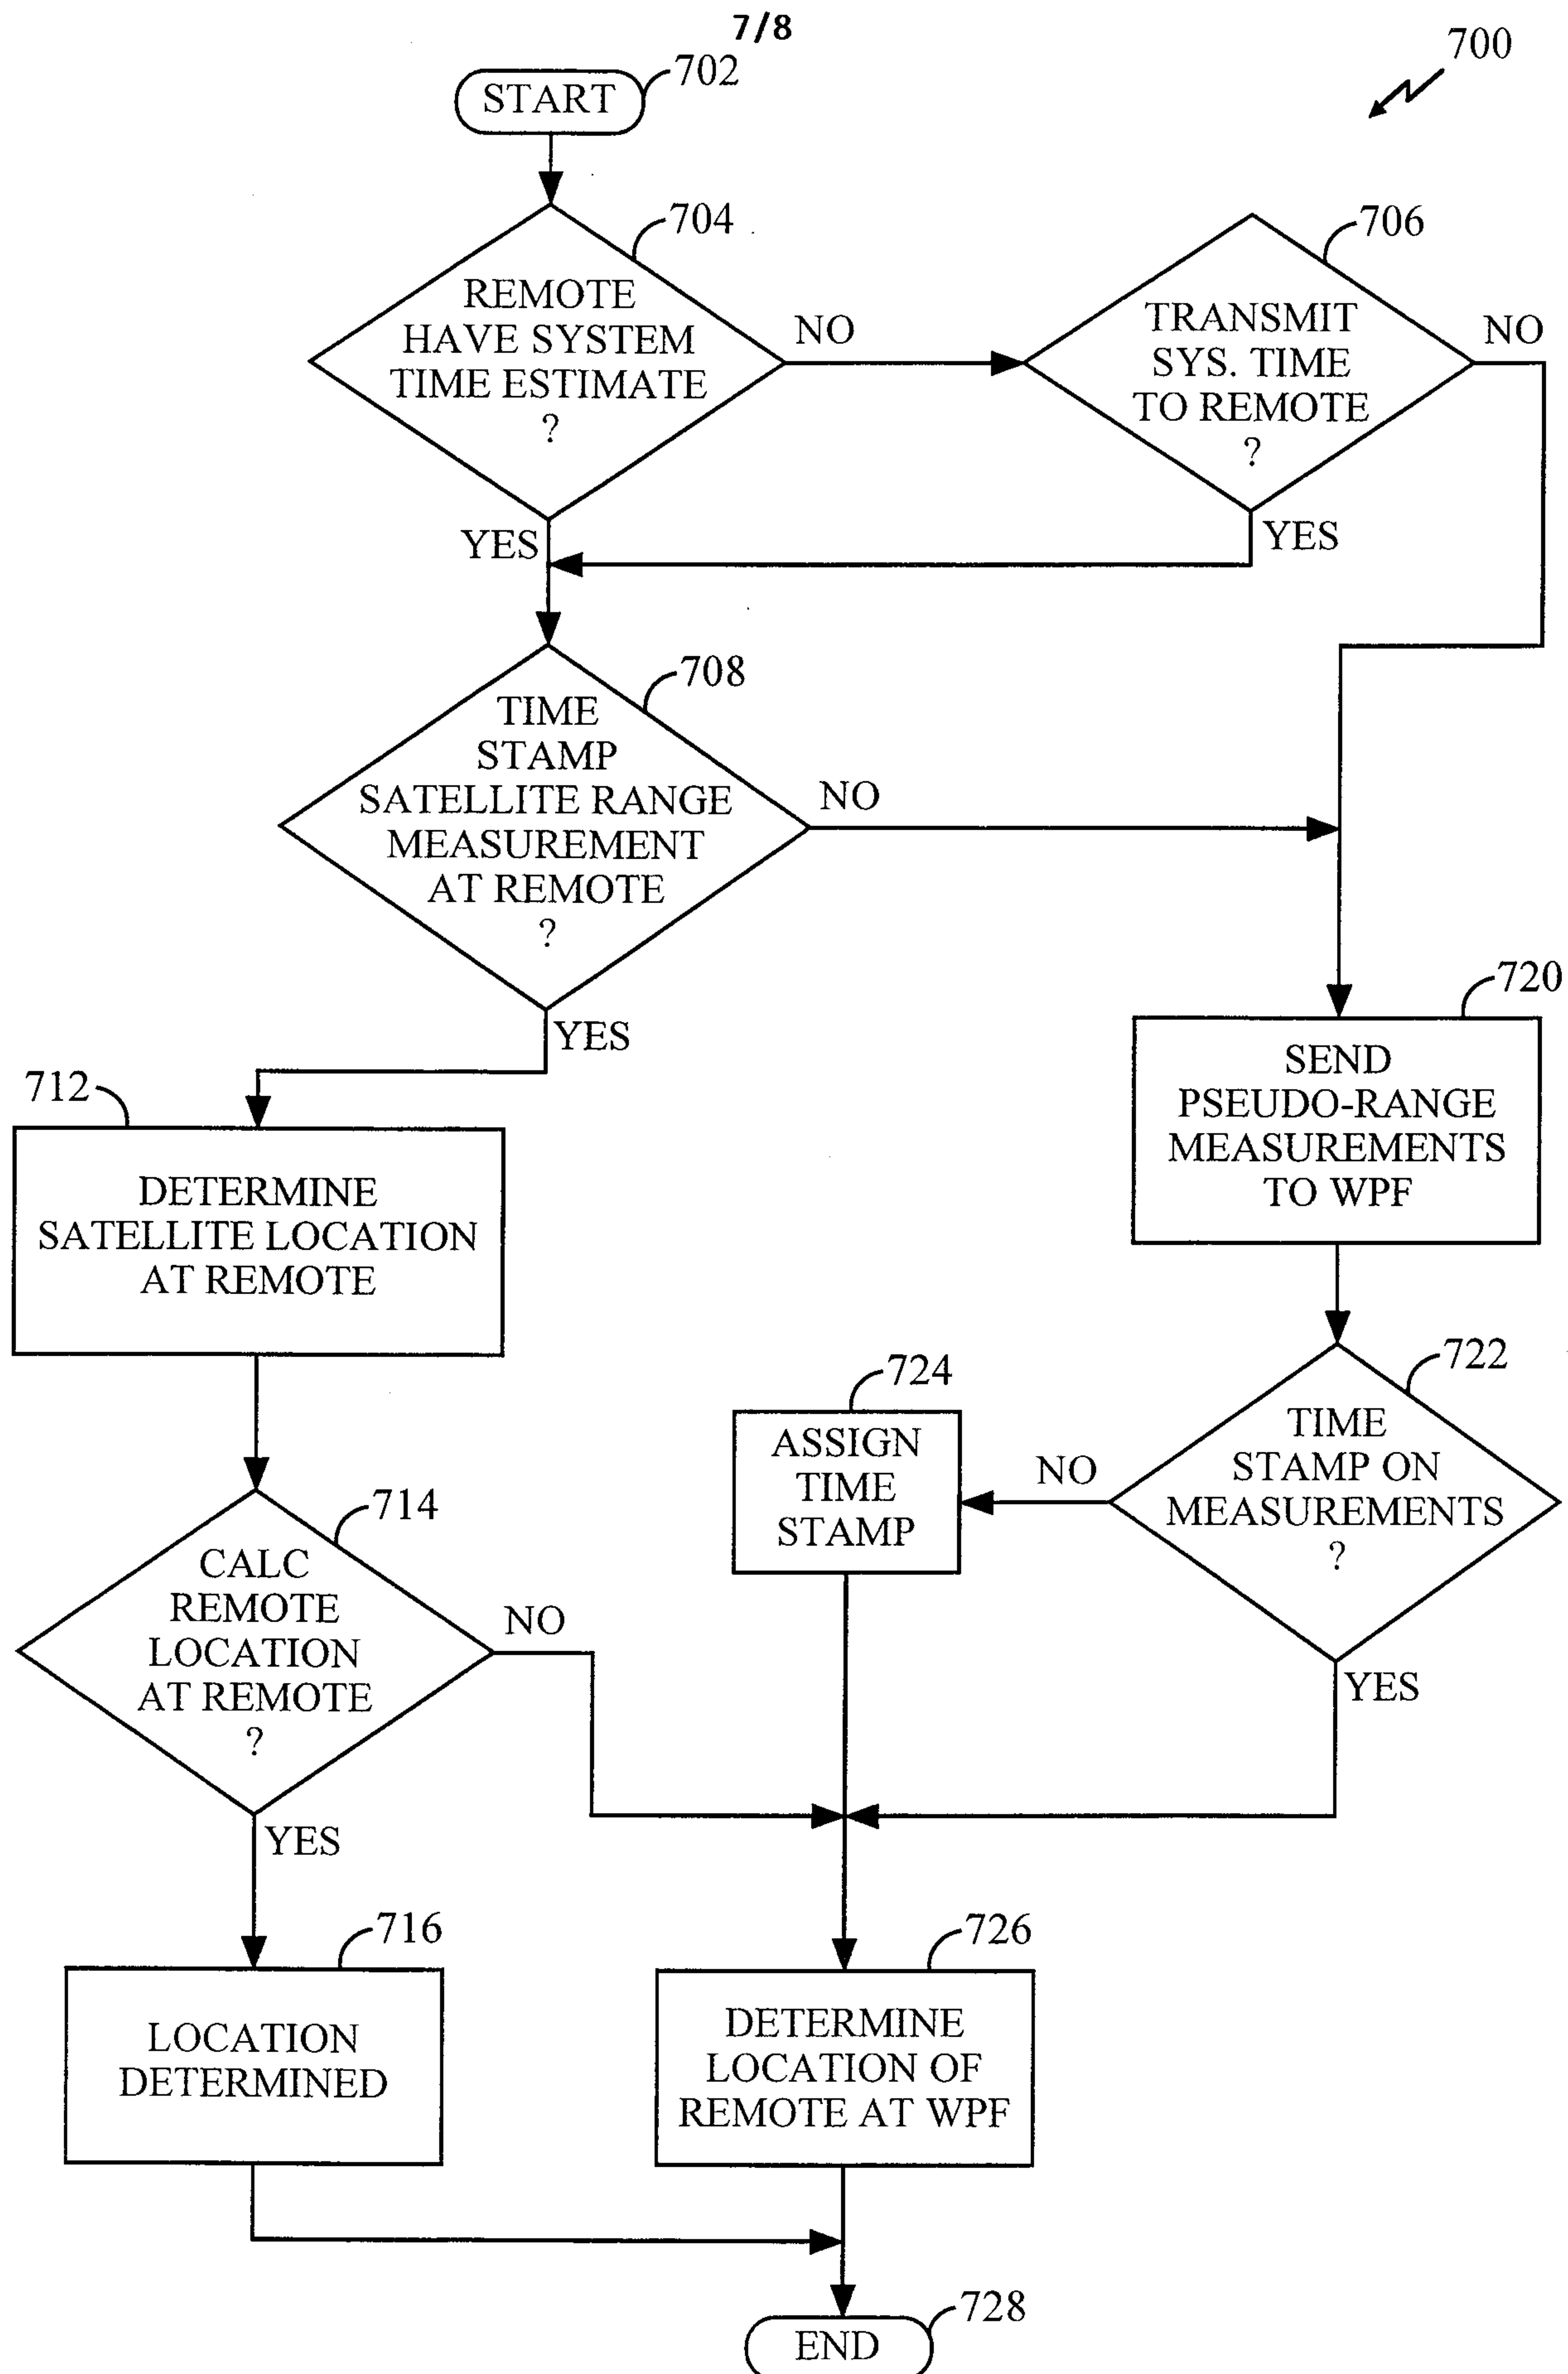 7/8
700
702
START
704
REMOTE
HAVE SYSTEM
TIME ESTIMATE
?
NO
706
TRANSMIT
SYS. TIME
TO REMOTE
?
NO
YES
YES
708
TIME
STAMP
SATELLITE RANGE
MEASUREMENT
AT REMOTE
?
NO
YES
720
SEND
PSEUDO-RANGE
MEASUREMENTS
TO WPF
712
DETERMINE
SATELLITE LOCATION
AT REMOTE
722
TIME
STAMP ON
MEASUREMENTS
?
NO
YES
724
ASSIGN
TIME
STAMP
714
CALC
REMOTE
LOCATION
AT REMOTE
?
NO
YES
716
LOCATION
DETERMINED
726
DETERMINE
LOCATION OF
REMOTE AT WPF
728
END